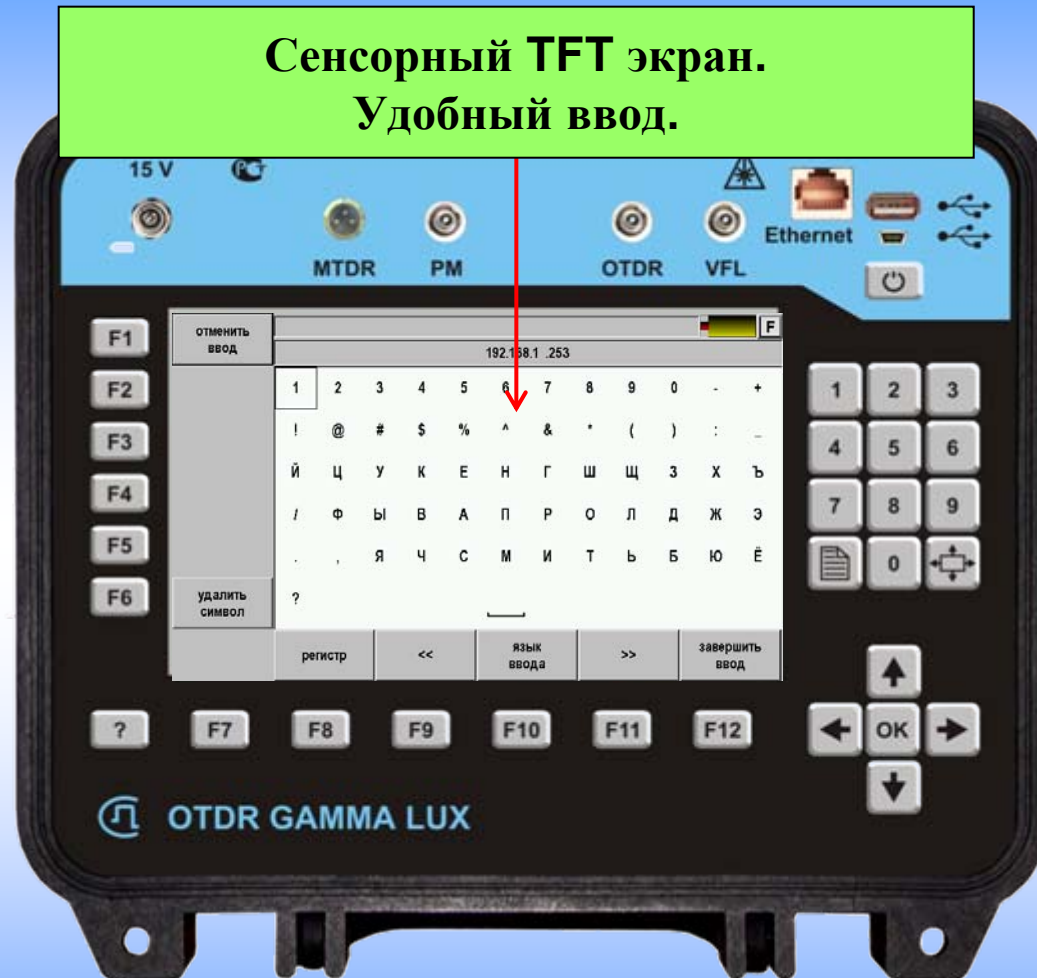 Сенсорный TFT экран.
Удобный ввод.
15 V
РСТ
MTDR PM OTDR VFL Ethernet
F1
F2
F3
F4
F5
F6
отменить
ввод
F
192.168.1 .253
1 2 3 4 5 6 7 8 9 0 - +
! @ # $ % ^ & * ( ) : _
Й Ц У К Е Н Г Ш Щ З Х Ъ
/ Ф Ы В А П Р О Л Д Ж Э
. , Я Ч С М И Т Ь Б Ю Ё
?
удалить
символ
регистр << язык
ввода >> завершить
ввод
1 2 3
4 5 6
7 8 9
0
OK
? F7 F8 F9 F10 F11 F12
OTDR GAMMA LUX